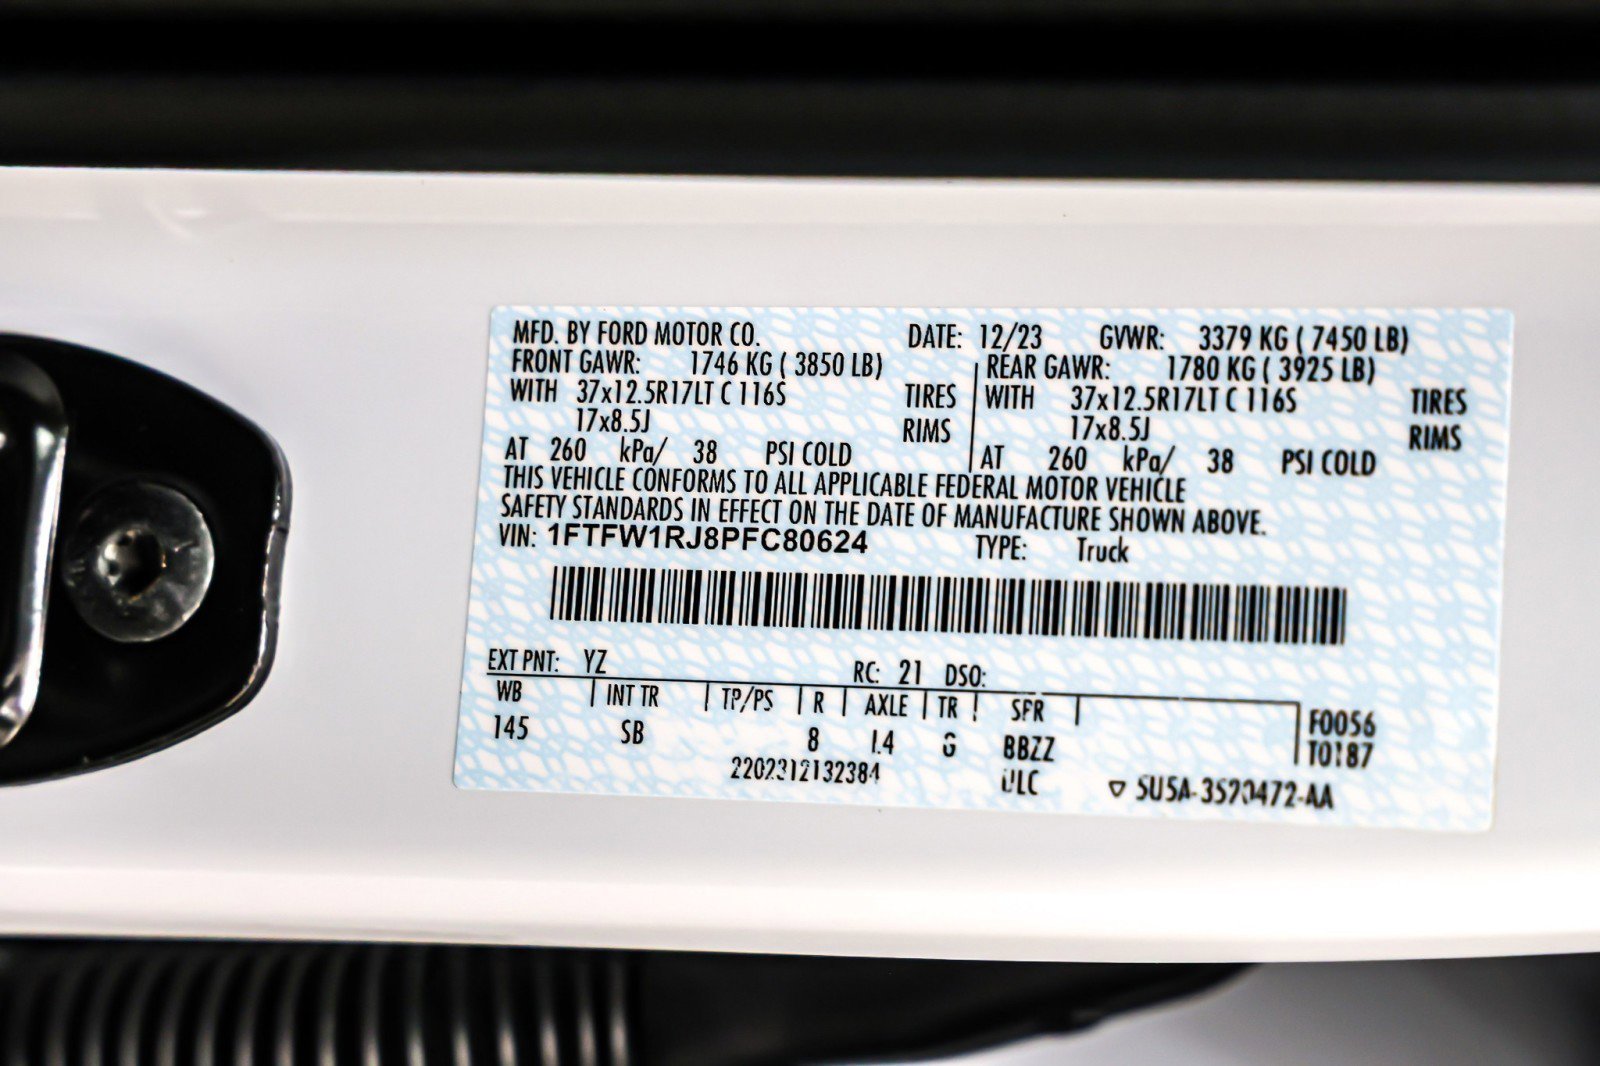 MFD. BY FORD MOTOR CO. DATE: 12/23 GVWR: 3379 KG ( 7450 LB)
FRONT GAWR: 1746 KG ( 3850 LB) REAR GAWR: 1780 KG ( 3925 LB)
WITH 37x12.5R17LT C 116S TIRES WITH 37x12.5R17LT C 116S TIRES
17x8.5J RIMS 17x8.5J RIMS
AT 260 kPa/ 38 PSI COLD AT 260 kPa/ 38 PSI COLD
THIS VEHICLE CONFORMS TO ALL APPLICABLE FEDERAL MOTOR VEHICLE
SAFETY STANDARDS IN EFFECT ON THE DATE OF MANUFACTURE SHOWN ABOVE.
VIN: 1FTFW1RJ8PFC80624 TYPE: Truck
EXT PNT: YZ RC: 21 DSO:
WB INT TR TP/PS R AXLE TR SPR F0056
145 SB 8 L4 G BBZZ T0187
2202312132384 ULC